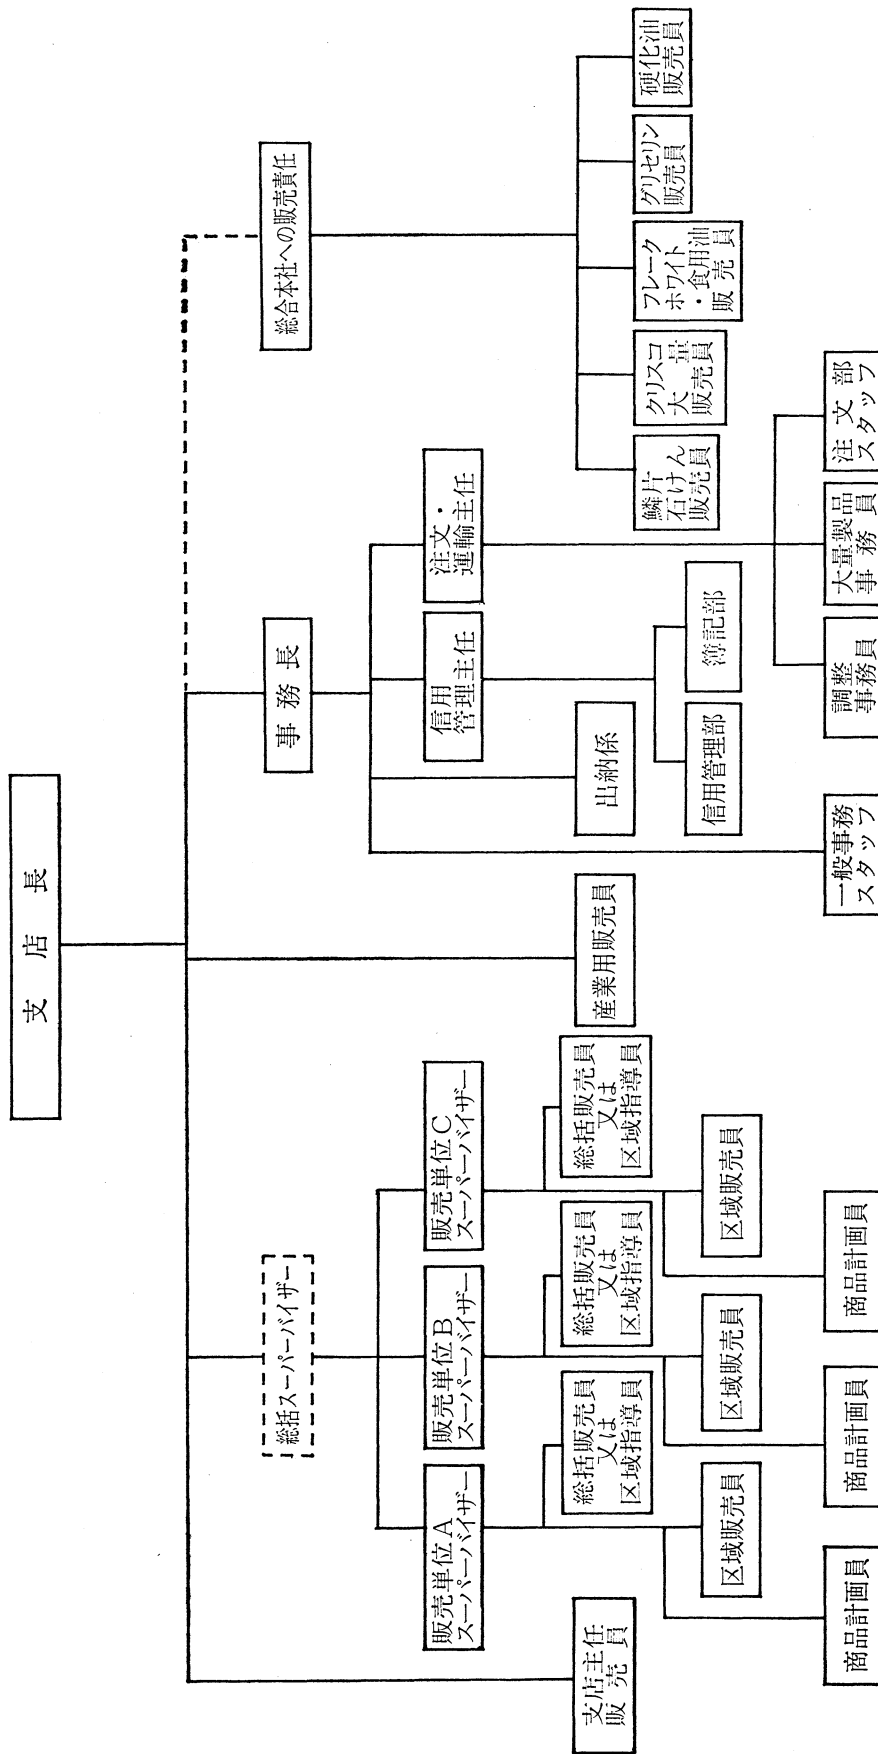 支店長
支店主任
販売員
総括スーパーバイザー
販売単位A
スーパーバイザー
総括販売員
又は
区域指導員
区域販売員
商品計画員
販売単位B
スーパーバイザー
総括販売員
又は
区域指導員
区域販売員
商品計画員
販売単位C
スーパーバイザー
総括販売員
又は
区域指導員
区域販売員
商品計画員
産業用販売員
事務長
一般事務
スタッフ
出納係
信用
管理主任
信用管理部
簿記部
注文・
運輸主任
調整
事務員
大量製品
事務員
注文部
スタッフ
総合本社への販売責任
鱗片
石けん
販売員
クリスコ
大量
販売員
フレーク
ホワイト
・食用油
販売員
グリセリン
販売員
硬化油
販売員